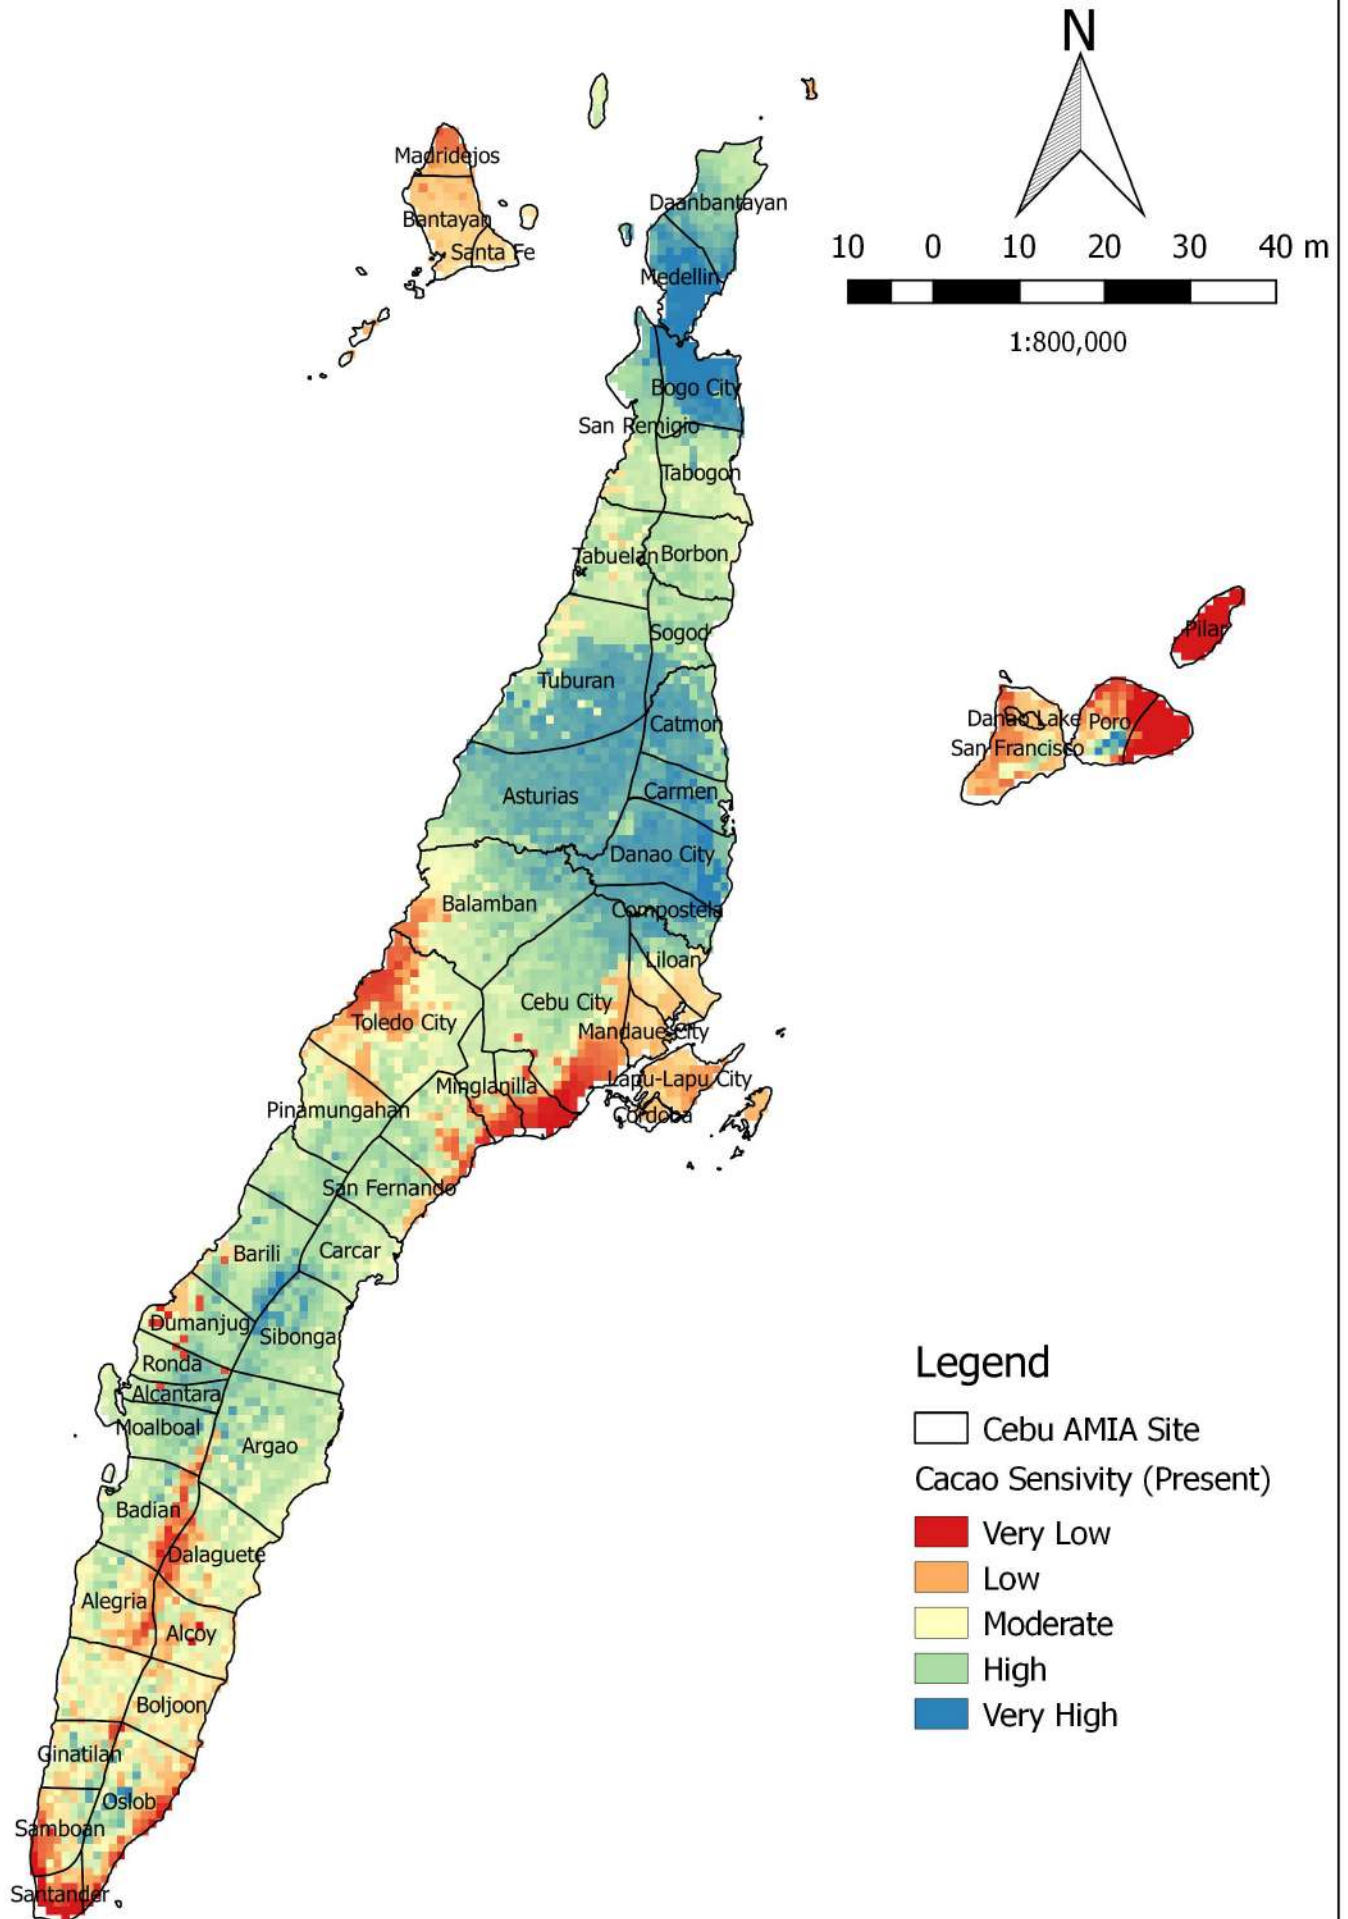 N
Madridejos
Daanbantayan
Bantayan
Santa Fe
10 0 10 20 30 40 m
Medellin
1:800,000
Bogo City
San Remigio
Tabogon
Tabuelan
Borbon
Sogod
Pilar
Tuburan
Catmon
Danao Lake
Poro
San Francisco
Asturias
Carmen
Danao City
Balamban
Compostela
Liloan
Cebu City
Toledo City
Mandaue City
Minglanilla
Lapu-Lapu City
Pinamungahan
Cordoba
San Fernando
Barili
Carcar
Dumanjug
Sibonga
Ronda
Alcantara
Moalboal
Argao
Badian
Dalaguete
Alegria
Alcoy
Boljoon
Ginatilan
Oslob
Samboan
Santander
Legend
Cebu AMIA Site
Cacao Sensivity (Present)
Very Low
Low
Moderate
High
Very High